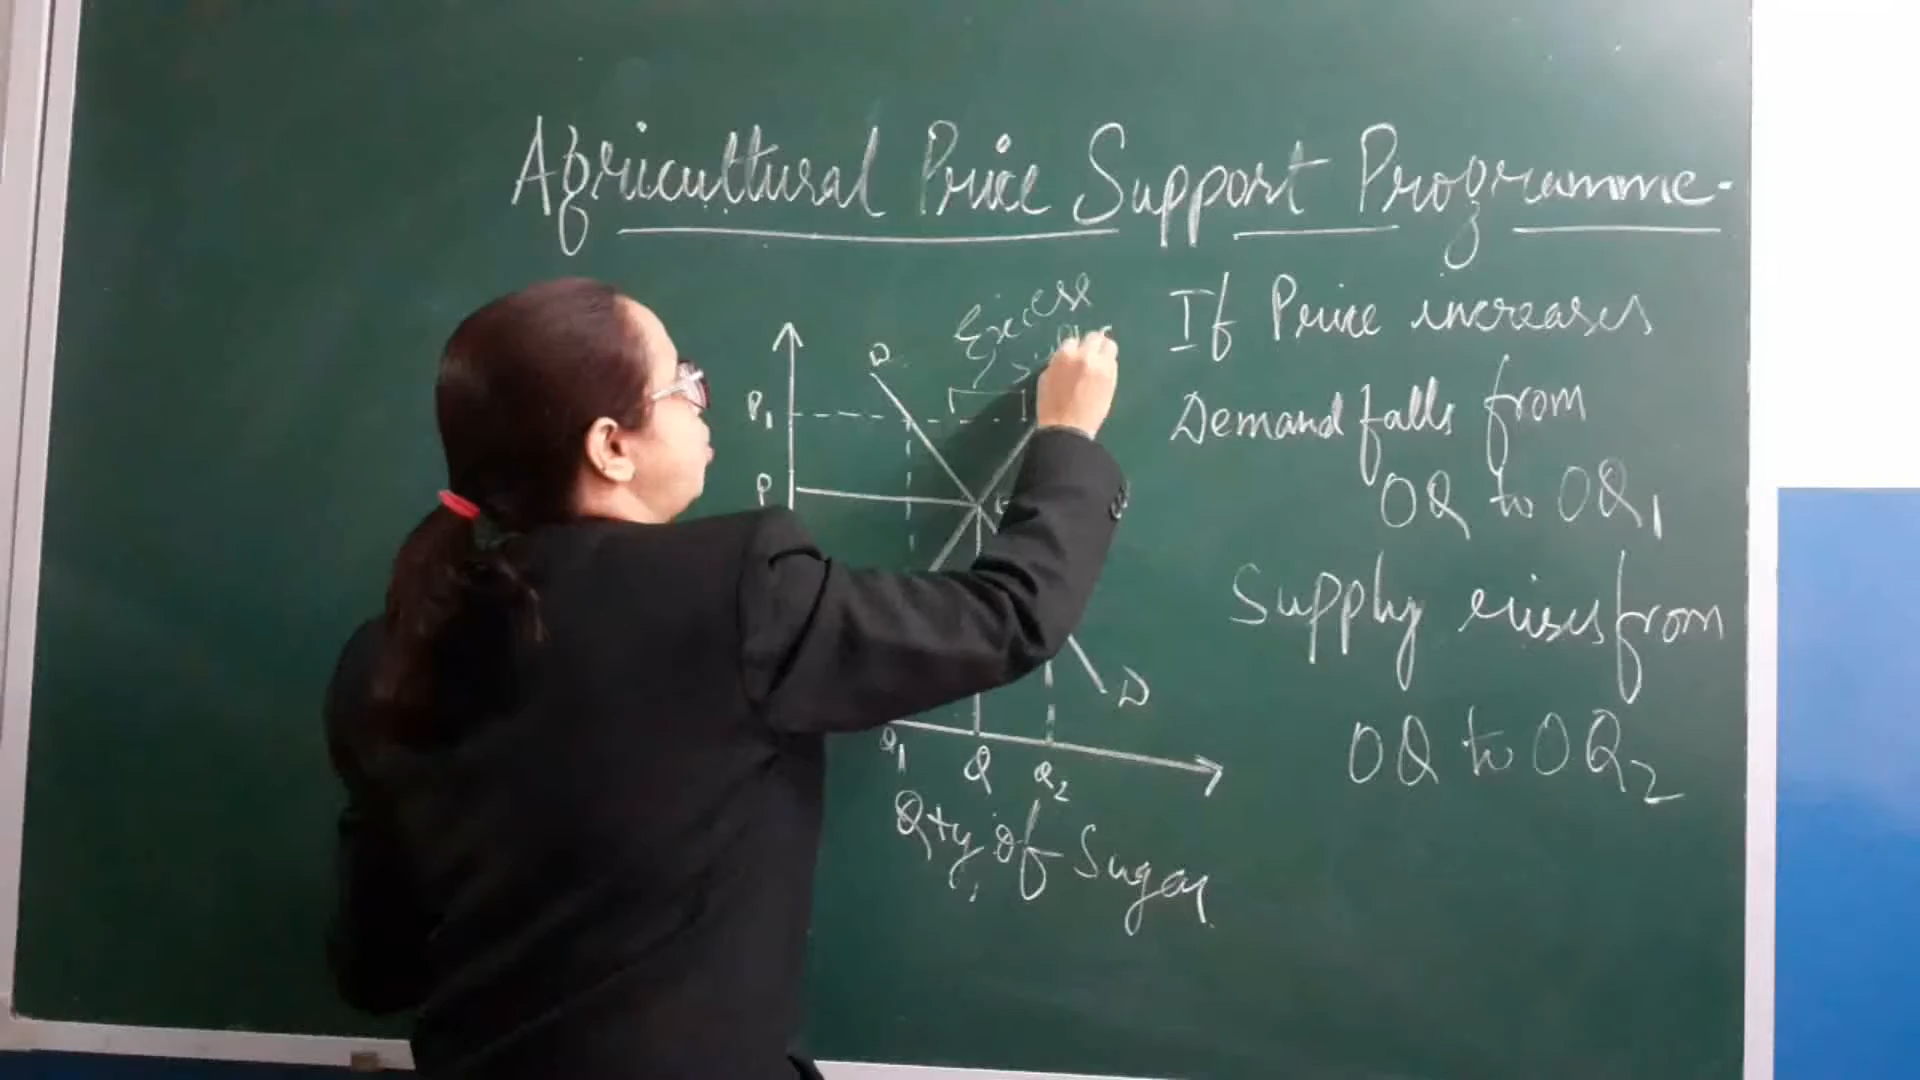 Agricultural Price Support Programme.
If Price increases
Demand falls from
OQ to OQ1
Supply rises from
OQ to OQ2
Excess
D
P1
P
D
Q1 Q Q2
Qty of Sugar